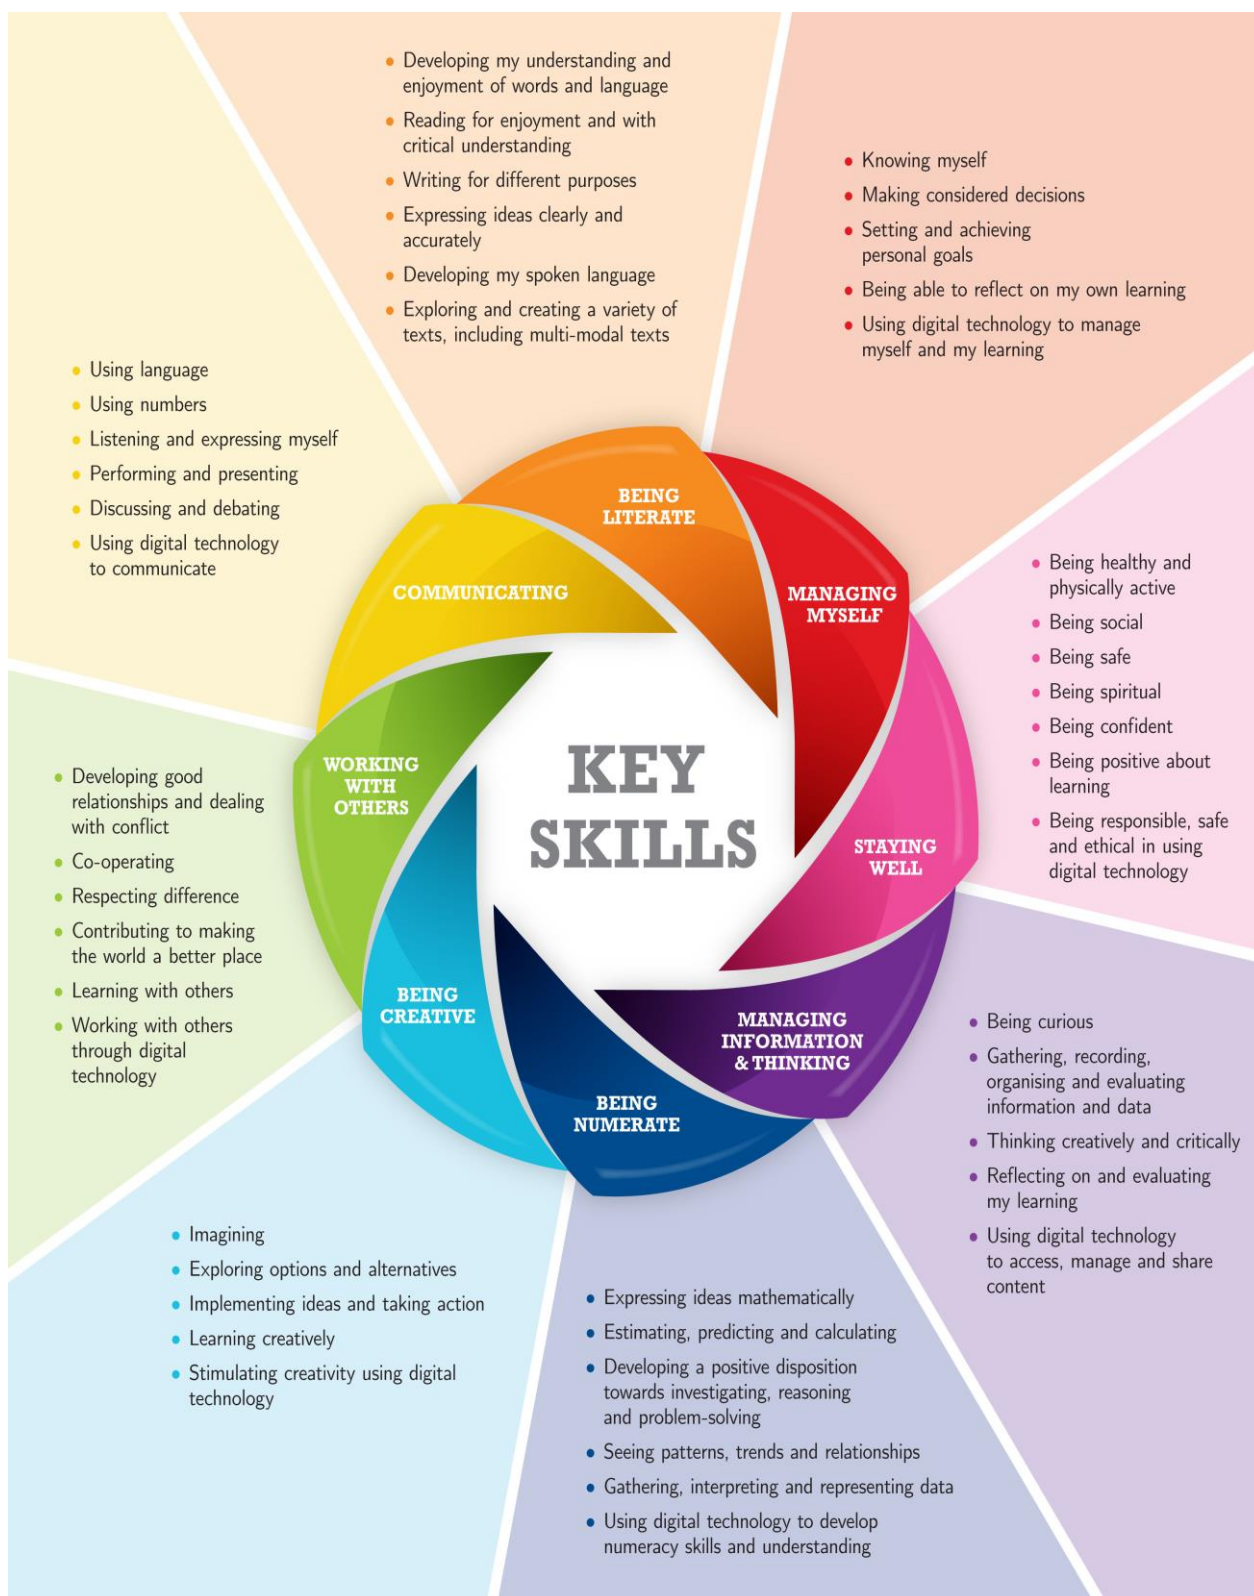 • Developing my understanding and
enjoyment of words and language
• Reading for enjoyment and with
critical understanding
• Writing for different purposes
• Expressing ideas clearly and
accurately
• Developing my spoken language
• Exploring and creating a variety of
texts, including multi-modal texts
• Knowing myself
• Making considered decisions
• Setting and achieving
personal goals
• Being able to reflect on my own learning
• Using digital technology to manage
myself and my learning
• Using language
• Using numbers
• Listening and expressing myself
• Performing and presenting
• Discussing and debating
• Using digital technology
to communicate
BEING
LITERATE
COMMUNICATING
MANAGING
MYSELF
• Being healthy and
physically active
• Being social
• Being safe
• Being spiritual
• Being confident
• Being positive about
learning
• Being responsible, safe
and ethical in using
digital technology
WORKING
WITH
OTHERS
KEY
SKILLS
STAYING
WELL
• Developing good
relationships and dealing
with conflict
• Co-operating
• Respecting difference
• Contributing to making
the world a better place
• Learning with others
• Working with others
through digital
technology
BEING
CREATIVE
MANAGING
INFORMATION
& THINKING
BEING
NUMERATE
• Being curious
• Gathering, recording,
organising and evaluating
information and data
• Thinking creatively and critically
• Reflecting on and evaluating
my learning
• Using digital technology
to access, manage and share
content
• Imagining
• Exploring options and alternatives
• Implementing ideas and taking action
• Learning creatively
• Stimulating creativity using digital
technology
• Expressing ideas mathematically
• Estimating, predicting and calculating
• Developing a positive disposition
towards investigating, reasoning
and problem-solving
• Seeing patterns, trends and relationships
• Gathering, interpreting and representing data
• Using digital technology to develop
numeracy skills and understanding